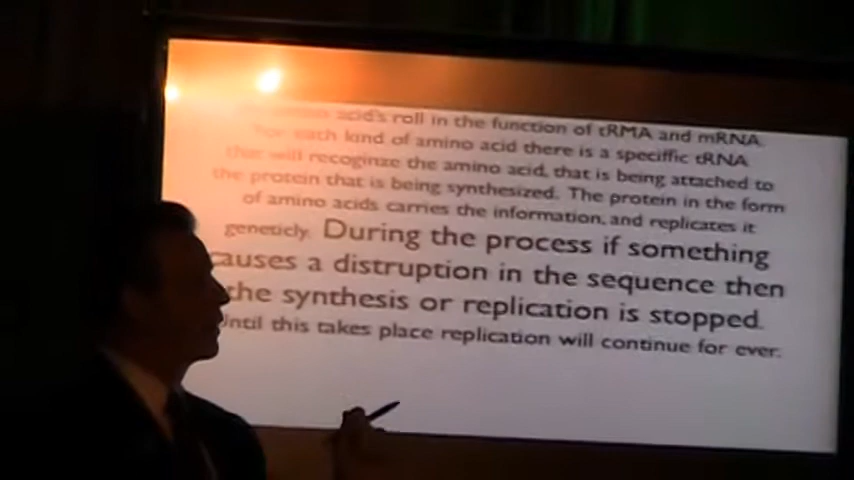 acid's roll in the function of tRMA and mRNA.
For each kind of amino acid there is a speciffic tRNA
that will recoginze the amino acid, that is being attached to
the protein that is being synthesized. The protein in the form
of amino acids carries the information, and replicates it
geneticly. During the process if something
causes a distruption in the sequence then
the synthesis or replication is stopped.
Until this takes place replication will continue for ever.